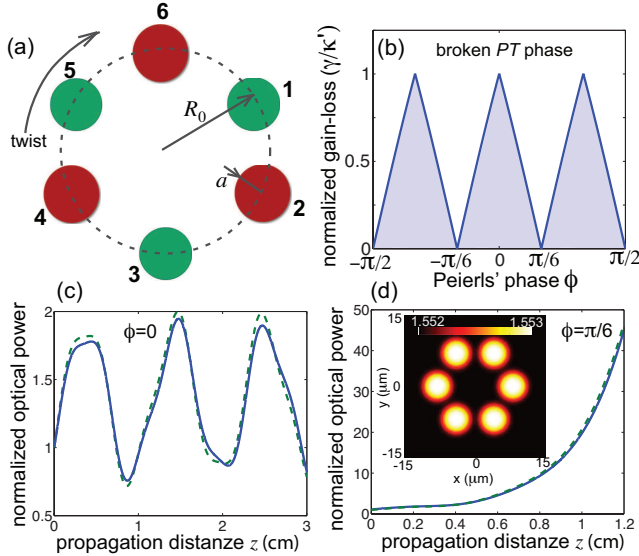 (a)
6
5
1
twist
R₀
a
4
2
3
(b)
broken PT phase
normalized gain-loss (γ/κ')
1
0.5
0
−π/2
−π/6
0
π/6
π/2
Peierls' phase ϕ
(c)
ϕ=0
normalized optical power
2
1.5
1
0.5
0
1
2
3
propagation distanze z (cm)
(d)
ϕ=π/6
normalized optical power
50
40
30
20
10
0
0
0.2
0.4
0.6
0.8
1.0
1.2
propagation distanze z (cm)
1.552
1.553
15
0
-15
y (μm)
-15
0
15
x (μm)